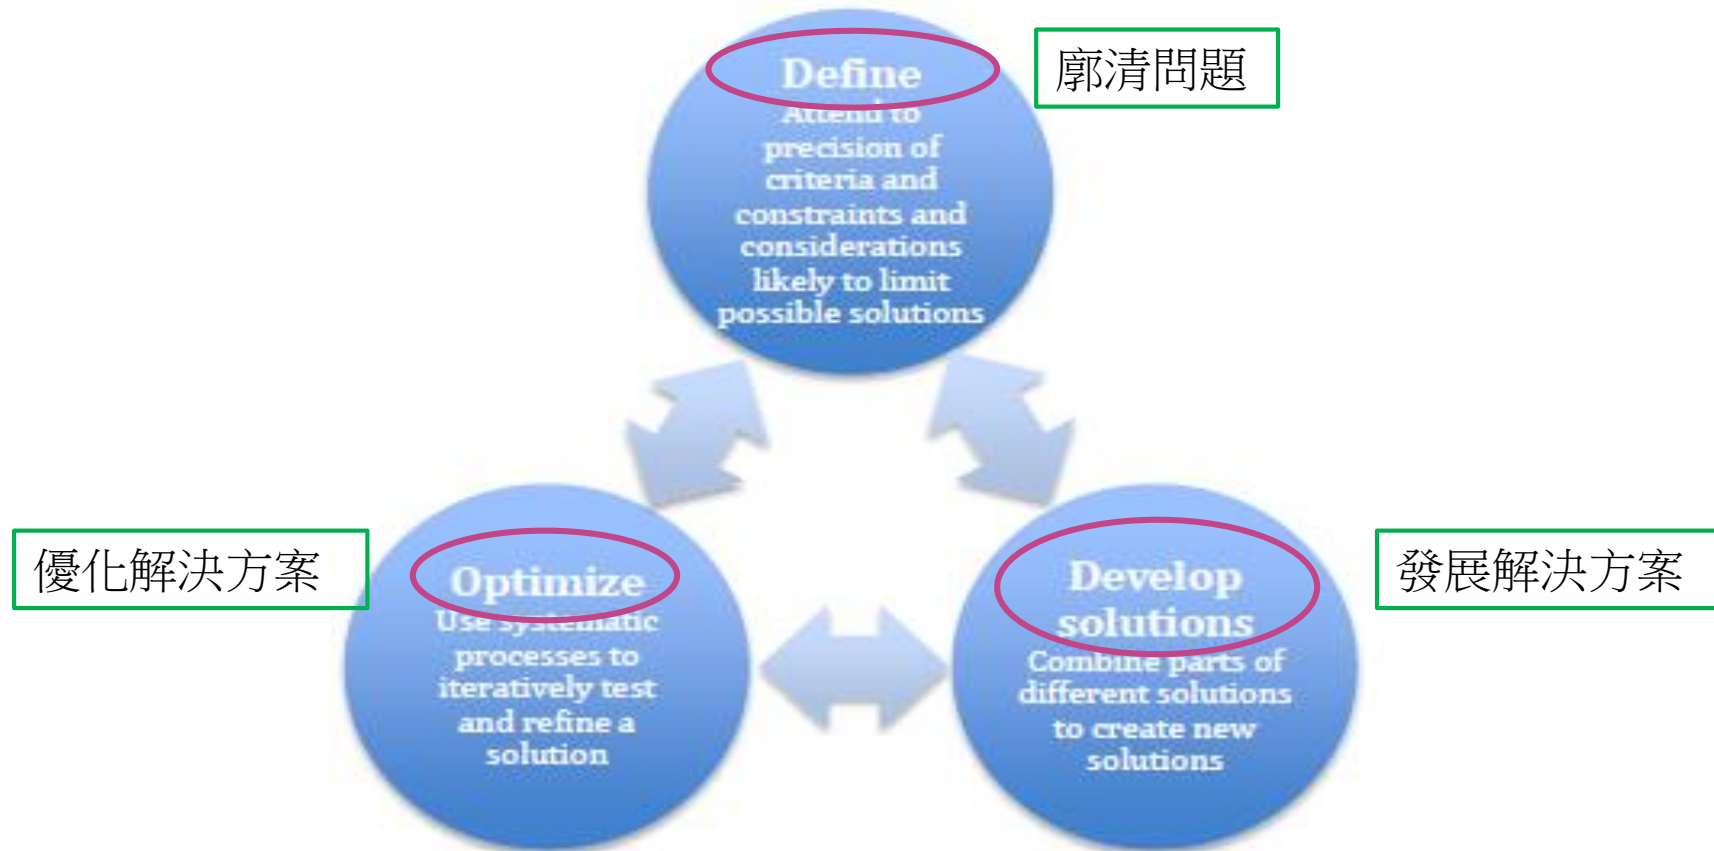 Define
Attend to
precision of
criteria and
constraints and
considerations
likely to limit
possible solutions
廓清問題
優化解決方案
Optimize
Use systematic
processes to
iteratively test
and refine a
solution
Develop
solutions
Combine parts of
different solutions
to create new
solutions
發展解決方案